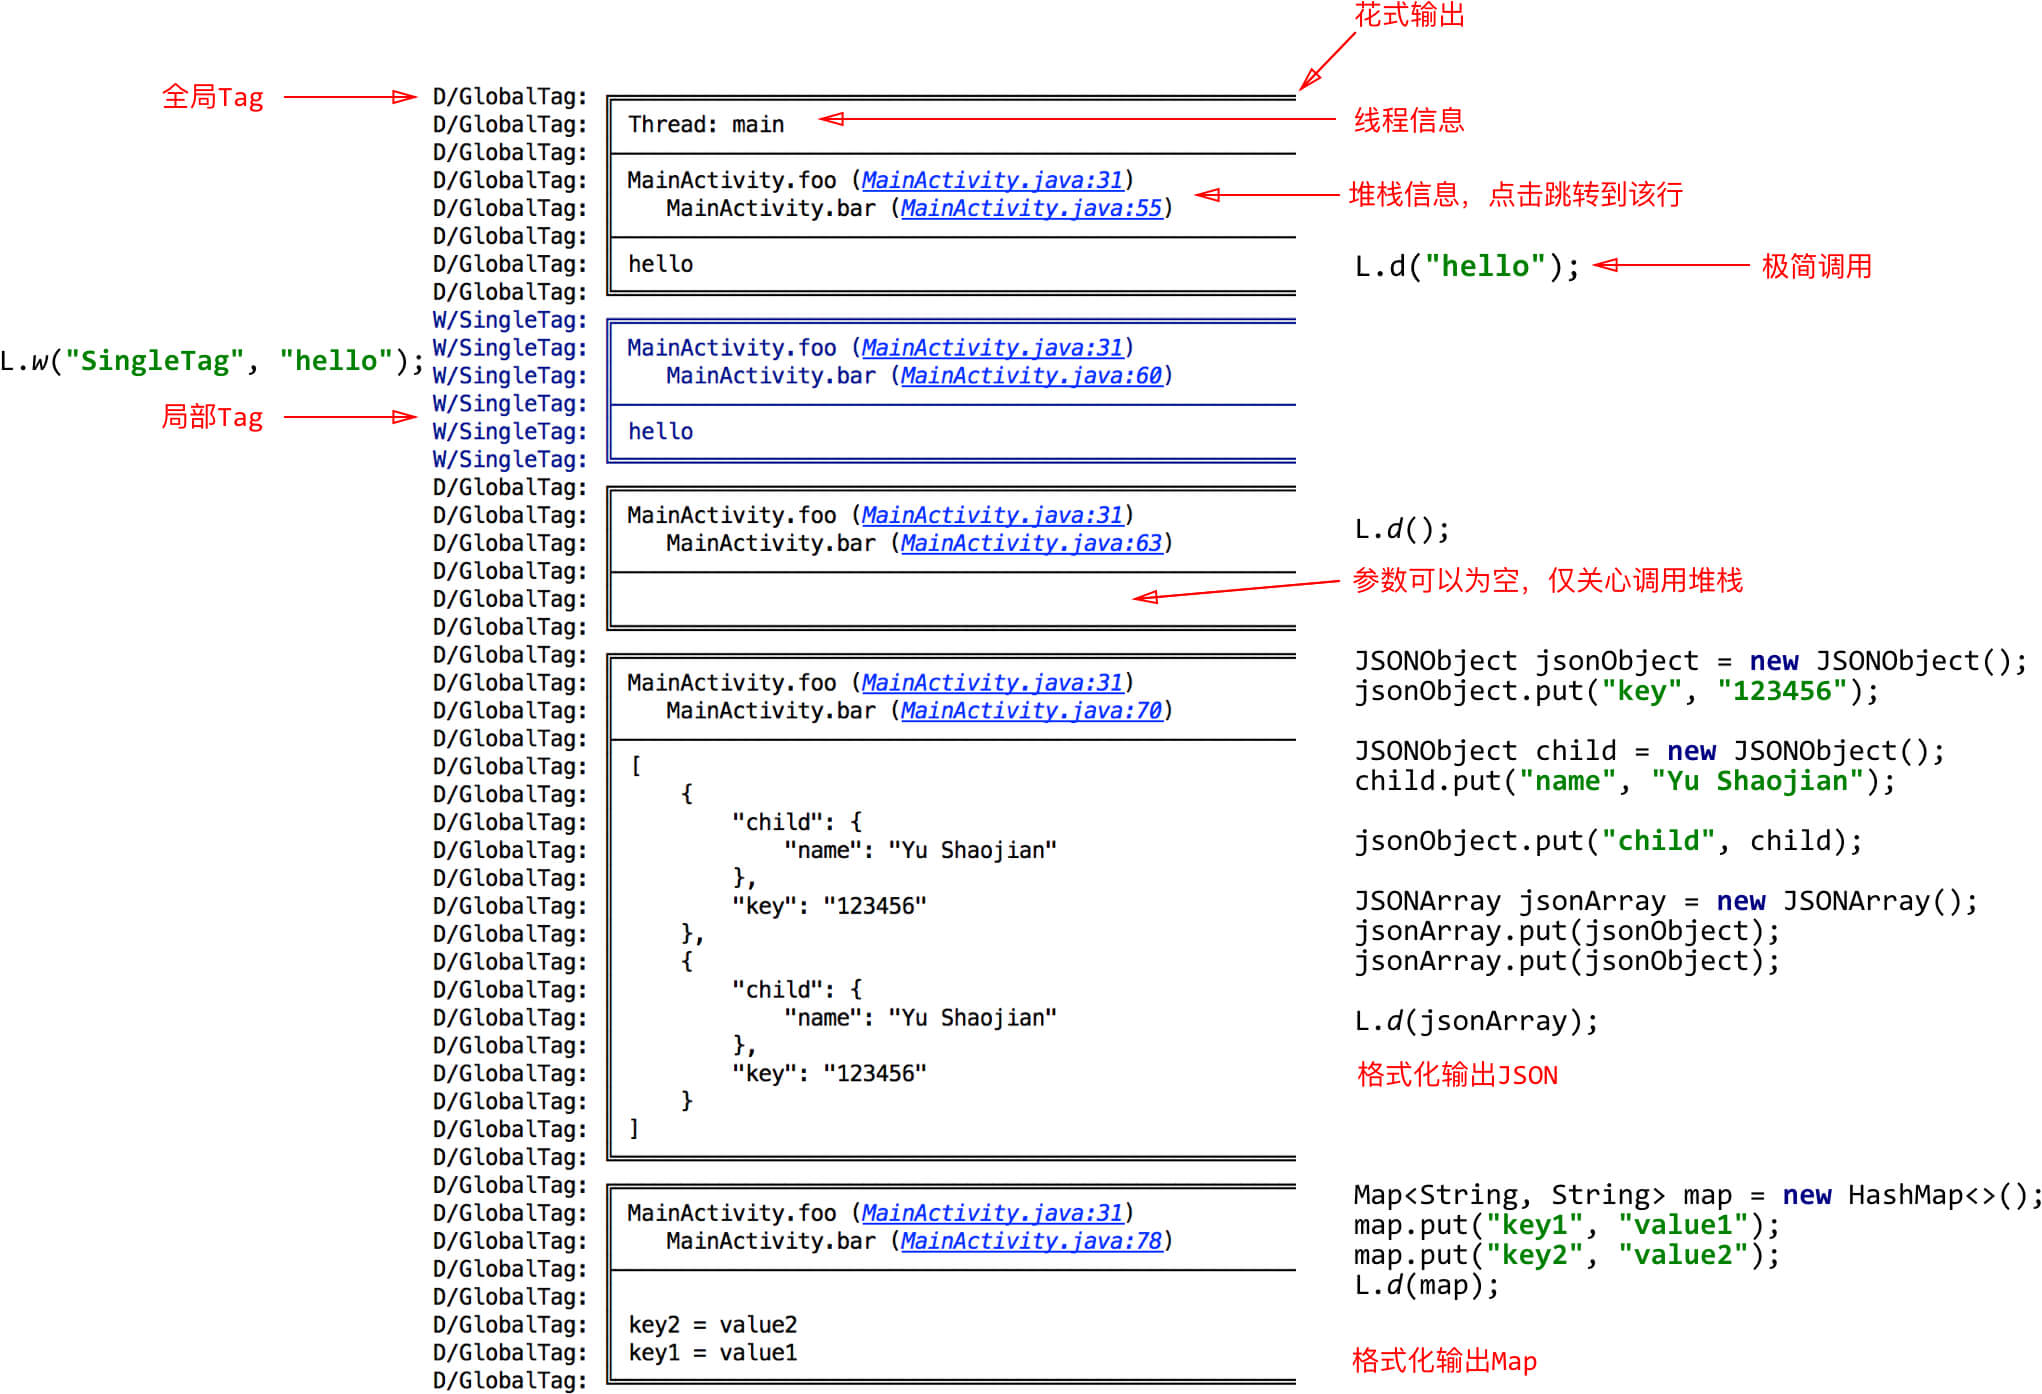 花式输出
全局Tag
D/GlobalTag:
D/GlobalTag: Thread: main
线程信息
D/GlobalTag:
D/GlobalTag: MainActivity.foo (MainActivity.java:31)
堆栈信息，点击跳转到该行
D/GlobalTag: MainActivity.bar (MainActivity.java:55)
D/GlobalTag:
D/GlobalTag: hello
L.d("hello");
极简调用
D/GlobalTag:
W/SingleTag:
W/SingleTag: MainActivity.foo (MainActivity.java:31)
L.w("SingleTag", "hello");
W/SingleTag: MainActivity.bar (MainActivity.java:60)
W/SingleTag:
局部Tag
W/SingleTag: hello
W/SingleTag:
D/GlobalTag:
D/GlobalTag: MainActivity.foo (MainActivity.java:31)
L.d();
D/GlobalTag: MainActivity.bar (MainActivity.java:63)
D/GlobalTag:
参数可以为空，仅关心调用堆栈
D/GlobalTag:
D/GlobalTag:
D/GlobalTag:
D/GlobalTag: MainActivity.foo (MainActivity.java:31)
D/GlobalTag: MainActivity.bar (MainActivity.java:70)
D/GlobalTag:
D/GlobalTag: [
D/GlobalTag: {
D/GlobalTag: "child": {
D/GlobalTag: "name": "Yu Shaojian"
D/GlobalTag: },
D/GlobalTag: "key": "123456"
D/GlobalTag: },
D/GlobalTag: {
D/GlobalTag: "child": {
D/GlobalTag: "name": "Yu Shaojian"
D/GlobalTag: },
D/GlobalTag: "key": "123456"
D/GlobalTag: }
D/GlobalTag: ]
D/GlobalTag:
JSONObject jsonObject = new JSONObject();
jsonObject.put("key", "123456");
JSONObject child = new JSONObject();
child.put("name", "Yu Shaojian");
jsonObject.put("child", child);
JSONArray jsonArray = new JSONArray();
jsonArray.put(jsonObject);
jsonArray.put(jsonObject);
L.d(jsonArray);
格式化输出JSON
D/GlobalTag:
D/GlobalTag: MainActivity.foo (MainActivity.java:31)
D/GlobalTag: MainActivity.bar (MainActivity.java:78)
D/GlobalTag:
D/GlobalTag:
D/GlobalTag: key2 = value2
D/GlobalTag: key1 = value1
D/GlobalTag:
Map<String, String> map = new HashMap<>();
map.put("key1", "value1");
map.put("key2", "value2");
L.d(map);
格式化输出Map